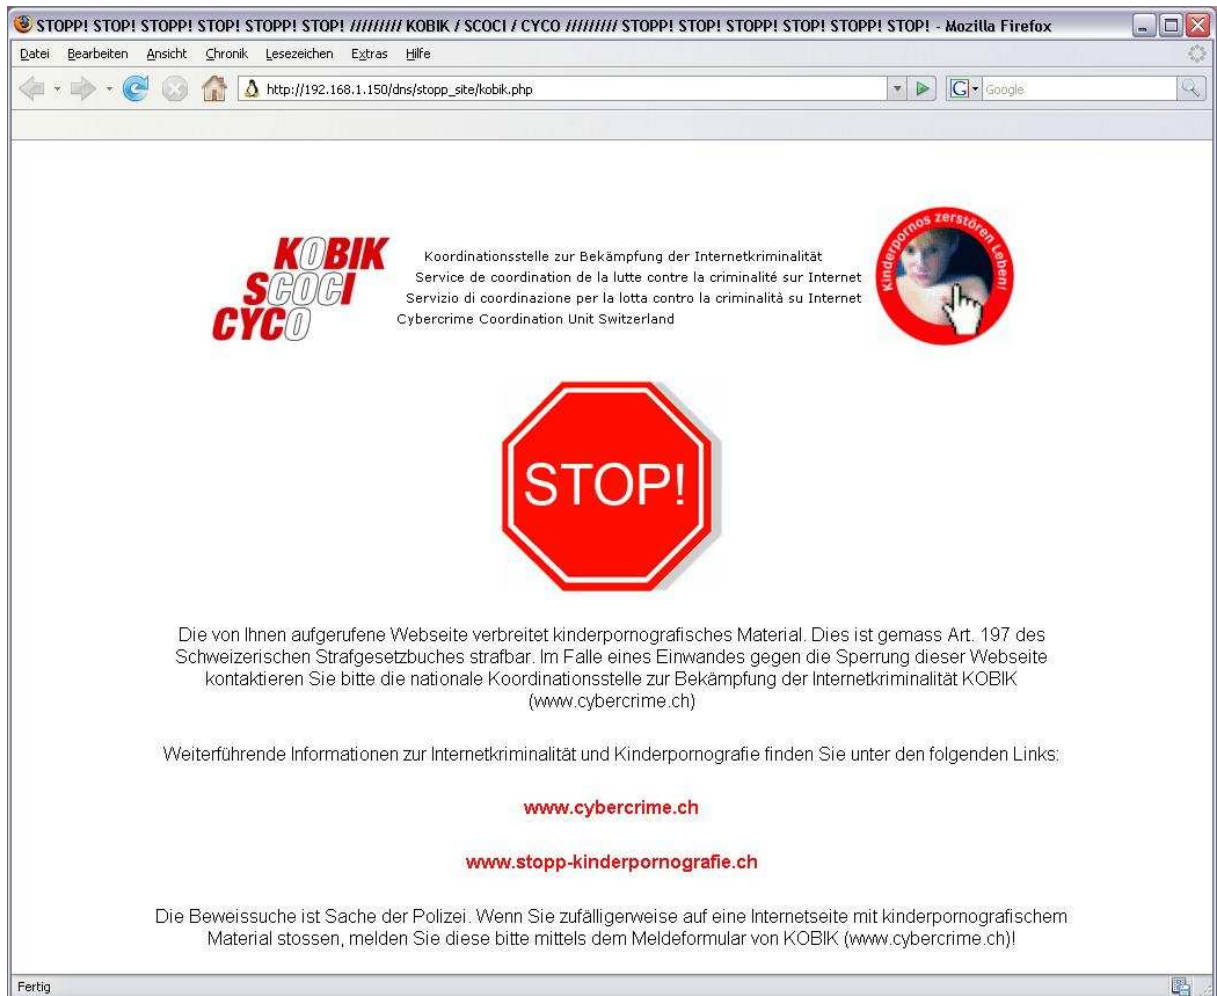 STOPP! STOP! STOPP! STOP! STOPP! STOP! ///////// KOBIK / SCOCI / CYCO ///////// STOPP! STOP! STOPP! STOP! STOPP! STOP! - Mozilla Firefox
Datei Bearbeiten Ansicht Chronik Lesezeichen Extras Hilfe
http://192.168.1.150/dns/stopp_site/kobik.php
G Google
KOBIK
SCOCI
CYCO
Koordinationsstelle zur Bekämpfung der Internetkriminalität
Service de coordination de la lutte contre la criminalité sur Internet
Servizio di coordinazione per la lotta contro la criminalità su Internet
Cybercrime Coordination Unit Switzerland
Kinderpornos zerstören Leben!
STOP!
Die von Ihnen aufgerufene Webseite verbreitet kinderpornografisches Material. Dies ist gemass Art. 197 des
Schweizerischen Strafgesetzbuches strafbar. Im Falle eines Einwandes gegen die Sperrung dieser Webseite
kontaktieren Sie bitte die nationale Koordinationsstelle zur Bekämpfung der Internetkriminalität KOBIK
(www.cybercrime.ch)
Weiterführende Informationen zur Internetkriminalität und Kinderpornografie finden Sie unter den folgenden Links:
www.cybercrime.ch
www.stopp-kinderpornografie.ch
Die Beweissuche ist Sache der Polizei. Wenn Sie zufälligerweise auf eine Internetseite mit kinderpornografischem
Material stossen, melden Sie diese bitte mittels dem Meldeformular von KOBIK (www.cybercrime.ch)!
Fertig